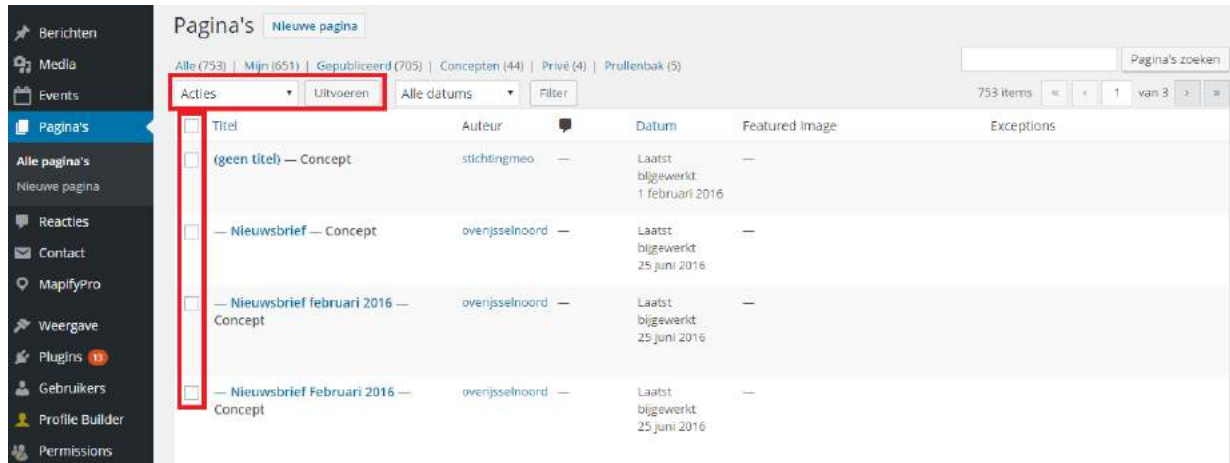 Berichten
Media
Events
Pagina's
Alle pagina's
Nieuwe pagina
Reacties
Contact
MapifyPro
Weergave
Plugins 13
Gebruikers
Profile Builder
Permissions
Pagina's Nieuwe pagina
Alle (753) | Mijn (651) | Gepubliceerd (705) | Concepten (44) | Privé (4) | Prullenbak (5)
Pagina's zoeken
Acties Uitvoeren Alle datums Filter
753 items « ‹ 1 van 3 › »
Titel Auteur Datum Featured Image Exceptions
(geen titel) — Concept stichtingmeo — Laatst —
bijgewerkt
1 februari 2016
— Nieuwsbrief — Concept overijsselnoord — Laatst —
bijgewerkt
25 juni 2016
— Nieuwsbrief februari 2016 — overijsselnoord — Laatst —
Concept bijgewerkt
25 juni 2016
— Nieuwsbrief Februari 2016 — overijsselnoord — Laatst —
Concept bijgewerkt
25 juni 2016